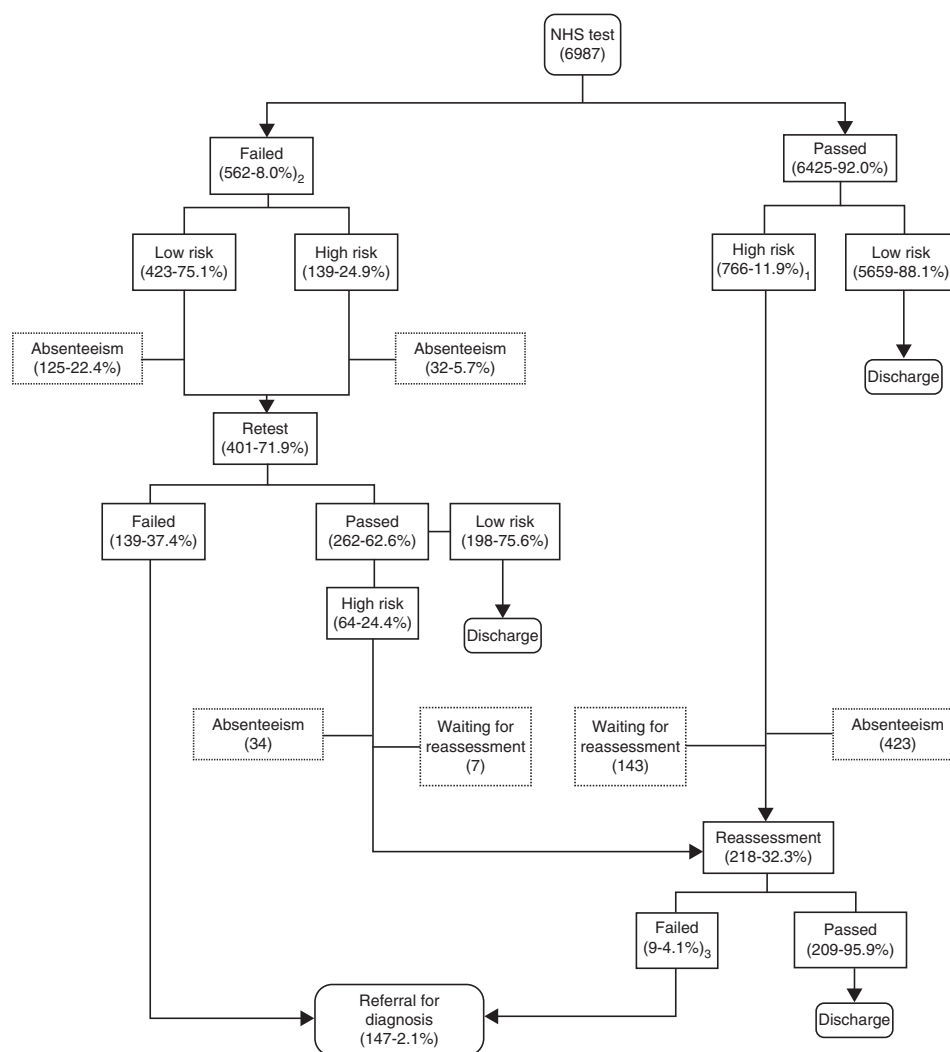 NHS test
(6987)
Failed
(562-8.0%)2
Passed
(6425-92.0%)
Low risk
(423-75.1%)
High risk
(139-24.9%)
High risk
(766-11.9%)1
Low risk
(5659-88.1%)
Absenteeism
(125-22.4%)
Absenteeism
(32-5.7%)
Discharge
Retest
(401-71.9%)
Failed
(139-37.4%)
Passed
(262-62.6%)
Low risk
(198-75.6%)
High risk
(64-24.4%)
Discharge
Absenteeism
(34)
Waiting for
reassessment
(7)
Waiting for
reassessment
(143)
Absenteeism
(423)
Reassessment
(218-32.3%)
Failed
(9-4.1%)3
Passed
(209-95.9%)
Referral for
diagnosis
(147-2.1%)
Discharge